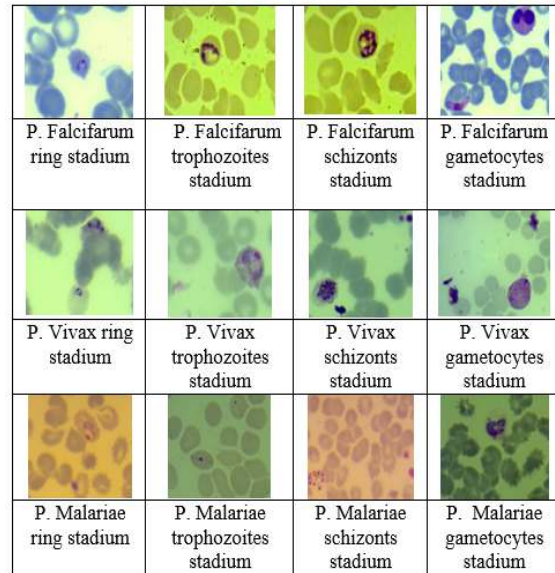 P. Falcifarum
ring stadium
P. Falcifarum
trophozoites
stadium
P. Falcifarum
schizonts
stadium
P. Falcifarum
gametocytes
stadium
P. Vivax ring
stadium
P. Vivax
trophozoites
stadium
P. Vivax
schizonts
stadium
P. Vivax
gametocytes
stadium
P. Malariae
ring stadium
P. Malariae
trophozoites
stadium
P. Malariae
schizonts
stadium
P. Malariae
gametocytes
stadium